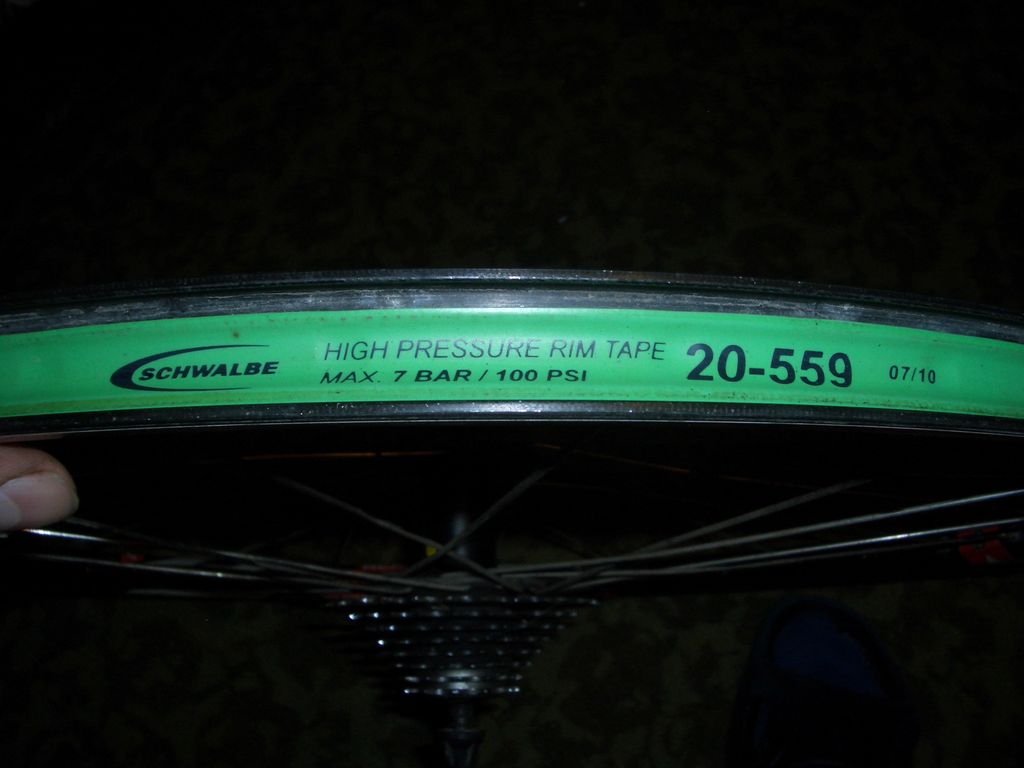 SCHWALBE
HIGH PRESSURE RIM TAPE
MAX. 7 BAR / 100 PSI
20-559
07/10